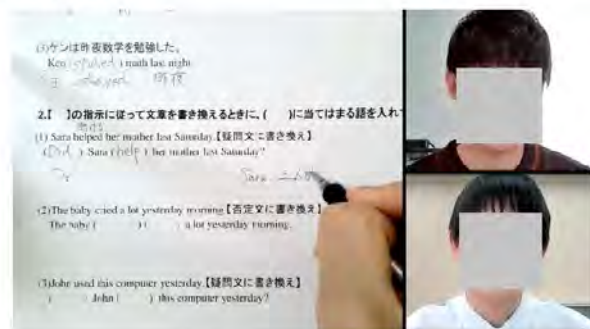 (3)ケンは昨夜数学を勉強した。
Ken ( studied ) math last night.
2.【 】の指示に従って文章を書き換えるときに、( )に当てはまる語を入れて
(1) Sara helped her mother last Saturday.【疑問文に書き換え】
( Did ) Sara ( help ) her mother last Saturday?
Sara
(2)The baby cried a lot yesterday morning.【否定文に書き換え】
The baby ( ) ( ) a lot yesterday morning.
(3)John used this computer yesterday.【疑問文に書き換え】
( ) John ( ) this computer yesterday?